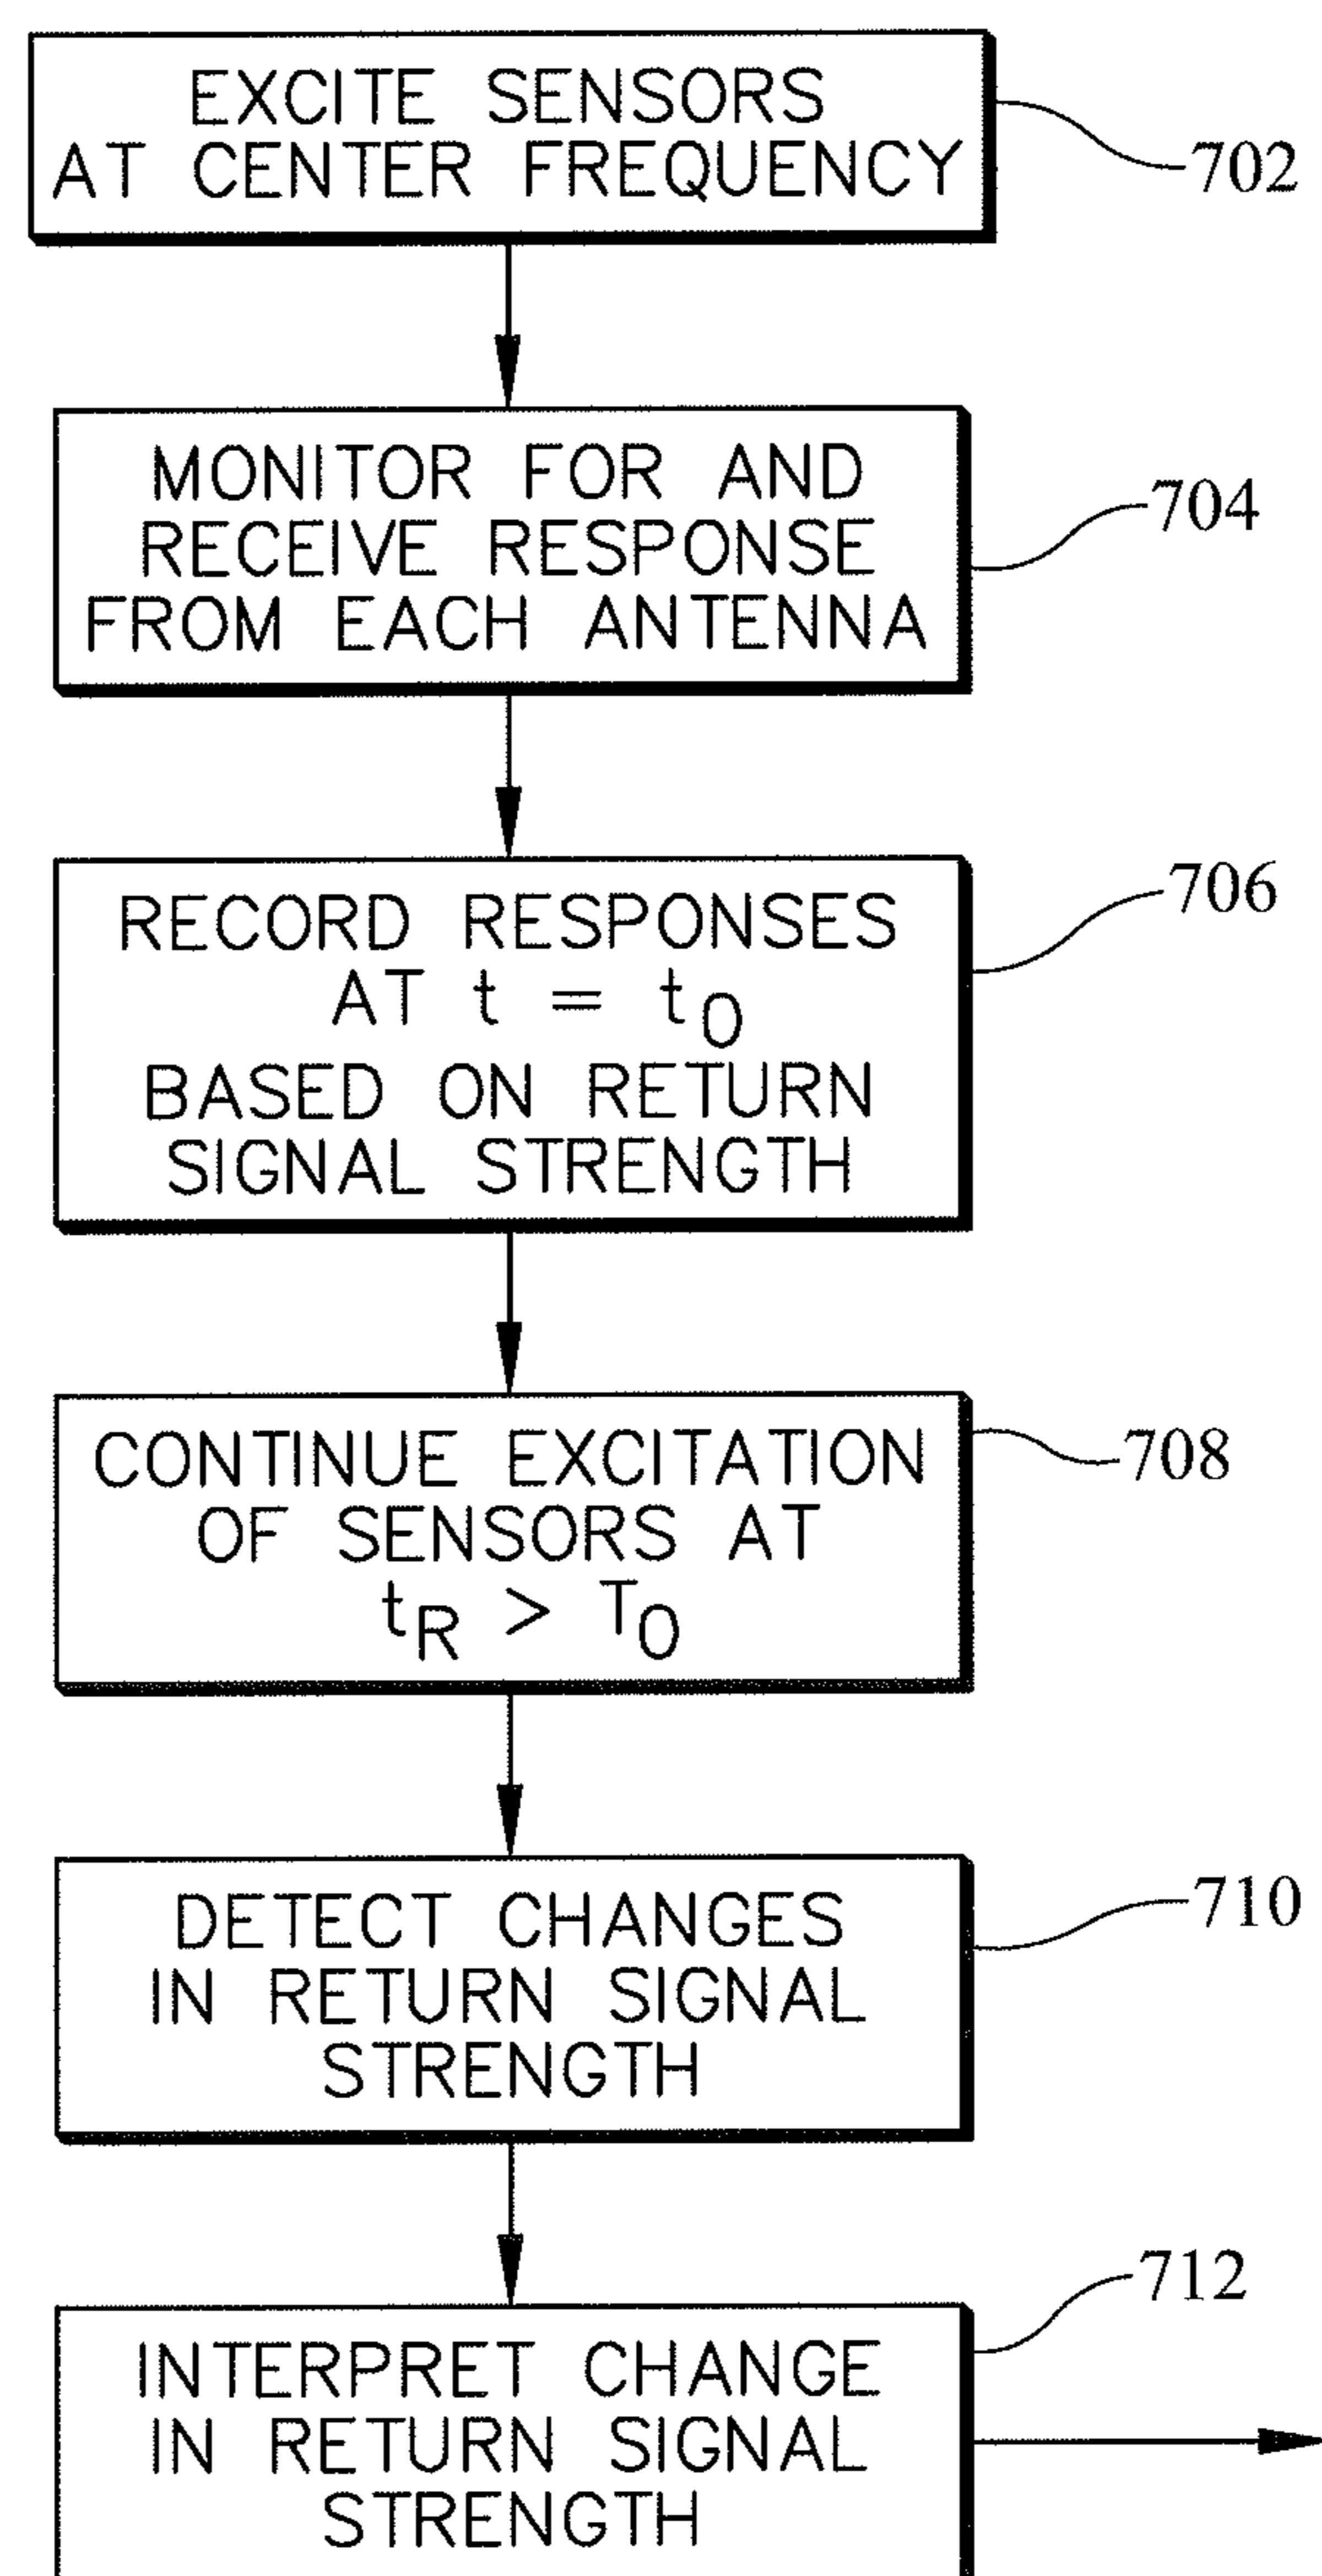 EXCITE SENSORS
AT CENTER FREQUENCY
702
MONITOR FOR AND
RECEIVE RESPONSE
FROM EACH ANTENNA
704
RECORD RESPONSES
AT t = t0
BASED ON RETURN
SIGNAL STRENGTH
706
CONTINUE EXCITATION
OF SENSORS AT
tR > T0
708
DETECT CHANGES
IN RETURN SIGNAL
STRENGTH
710
INTERPRET CHANGE
IN RETURN SIGNAL
STRENGTH
712